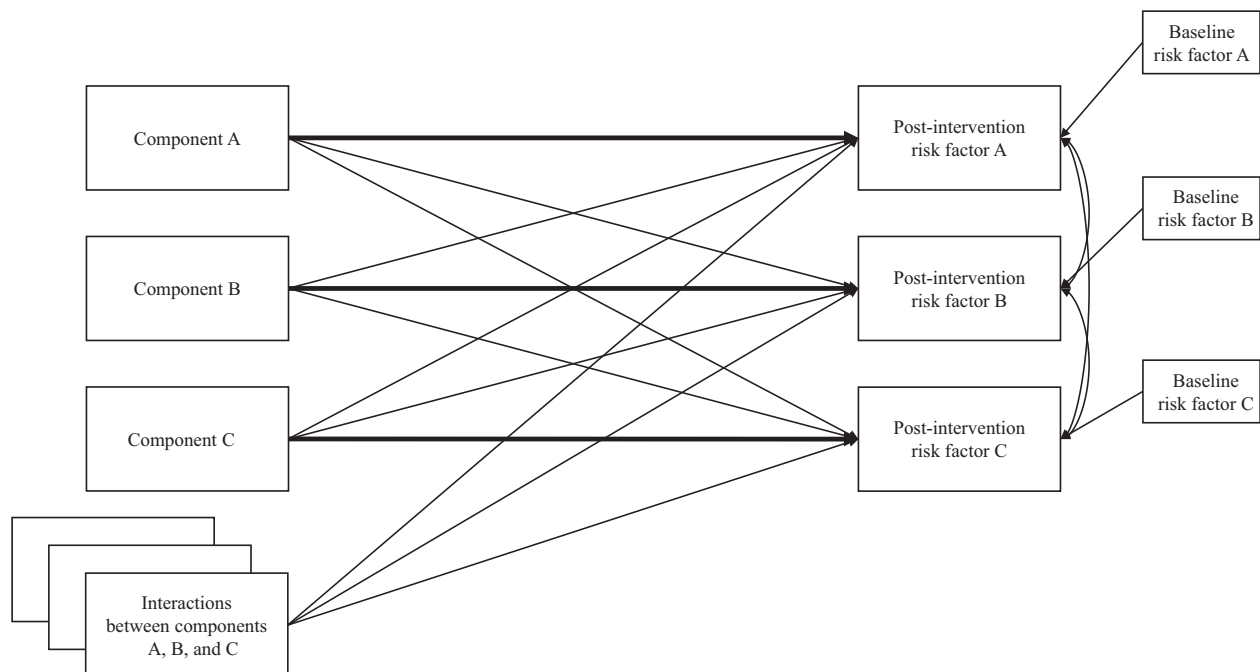 Baseline
risk factor A
Component A
Post-intervention
risk factor A
Baseline
risk factor B
Component B
Post-intervention
risk factor B
Baseline
risk factor C
Component C
Post-intervention
risk factor C
Interactions
between components
A, B, and C